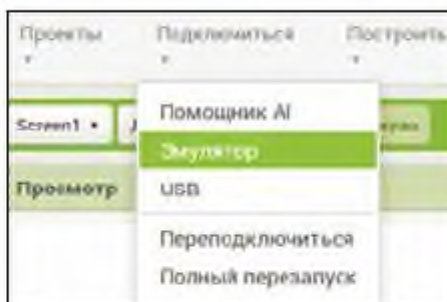 Проекты Подключиться Построить
Помощник AI
Screen1
Эмулятор
Просмотр
USB
Переподключиться
Полный перезапуск